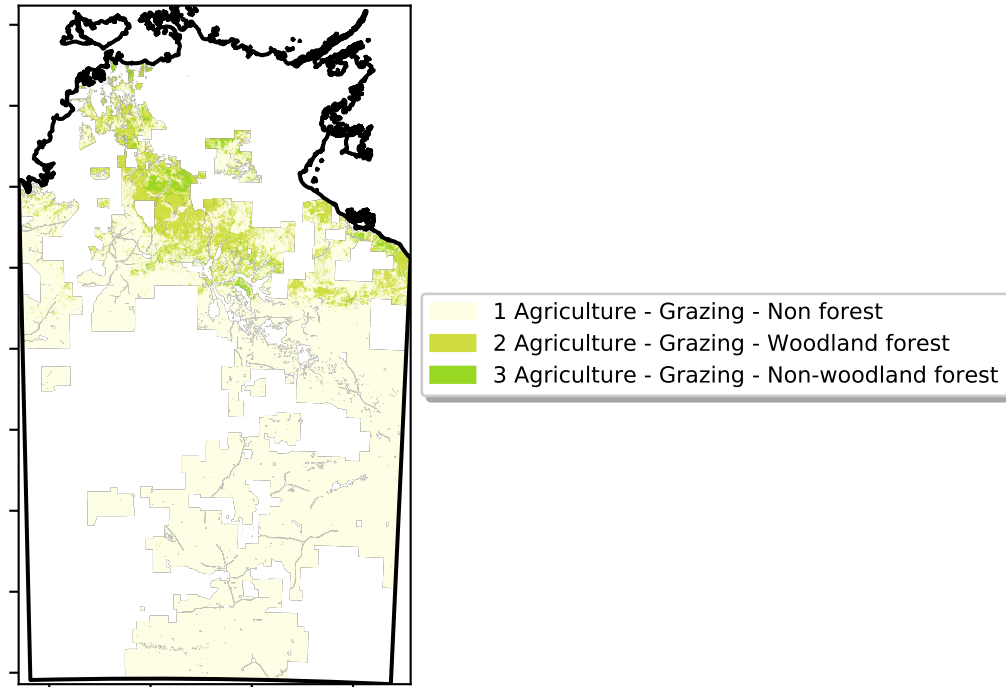 1 Agriculture - Grazing - Non forest
2 Agriculture - Grazing - Woodland forest
3 Agriculture - Grazing - Non-woodland forest